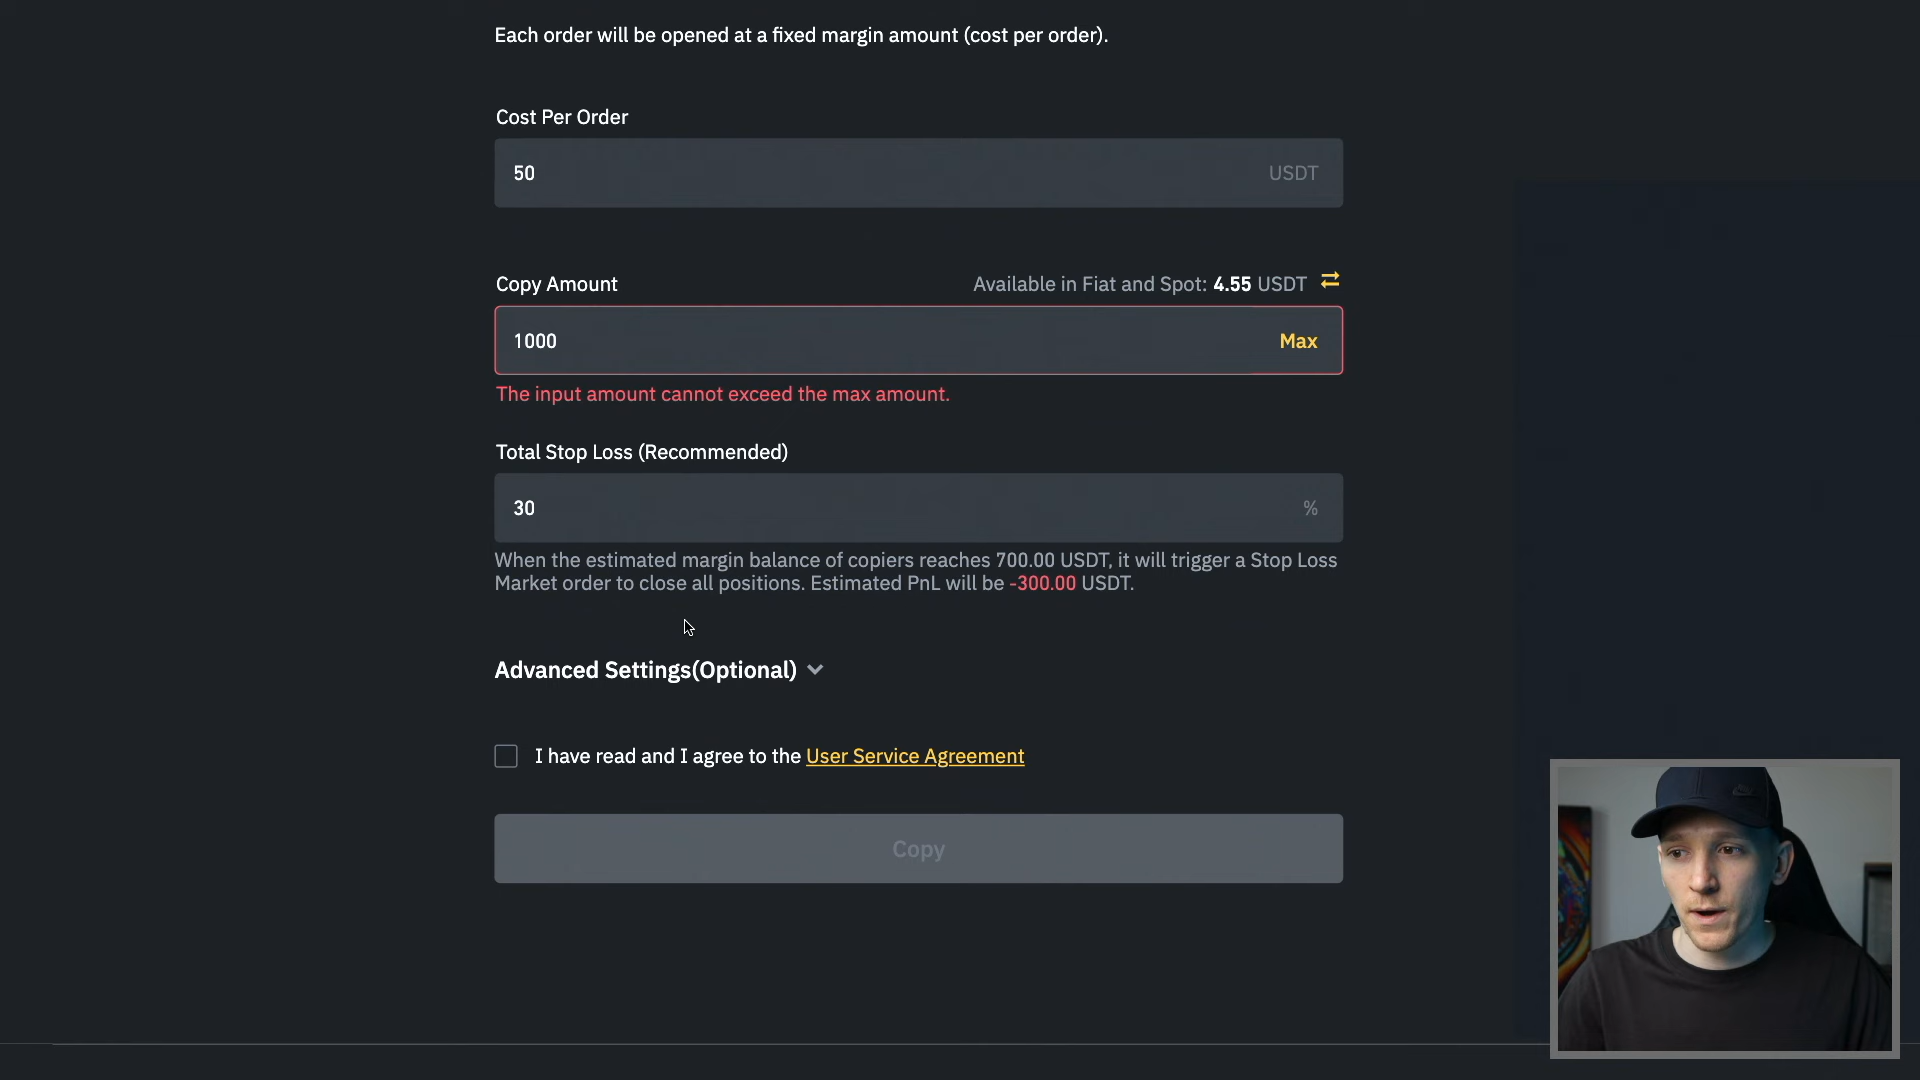 Each order will be opened at a fixed margin amount (cost per order).
Cost Per Order
50 USDT
Copy Amount Available in Fiat and Spot: 4.55 USDT
1000 Max
The input amount cannot exceed the max amount.
Total Stop Loss (Recommended)
30 %
When the estimated margin balance of copiers reaches 700.00 USDT, it will trigger a Stop Loss
Market order to close all positions. Estimated PnL will be -300.00 USDT.
Advanced Settings(Optional)
I have read and I agree to the User Service Agreement
Copy